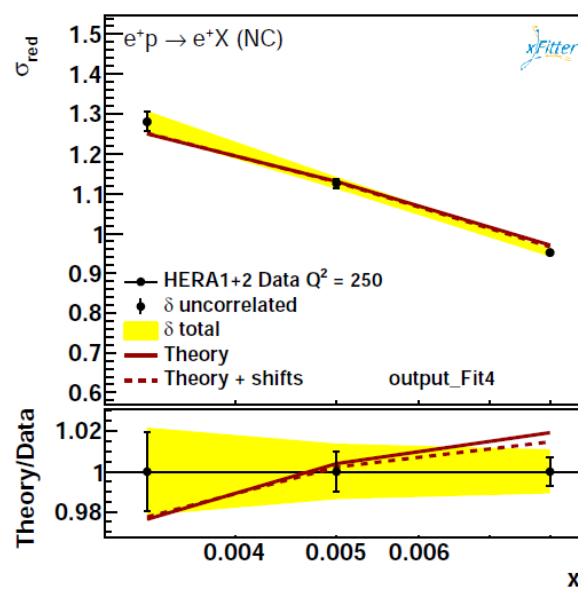 σred
1.5
1.4
1.3
1.2
1.1
1
0.9
0.8
0.7
0.6
e⁺p → e⁺X (NC)
xFitter
HERA1+2 Data Q² = 250
δ uncorrelated
δ total
Theory
Theory + shifts
output_Fit4
Theory/Data
1.02
1
0.98
0.004 0.005 0.006
x